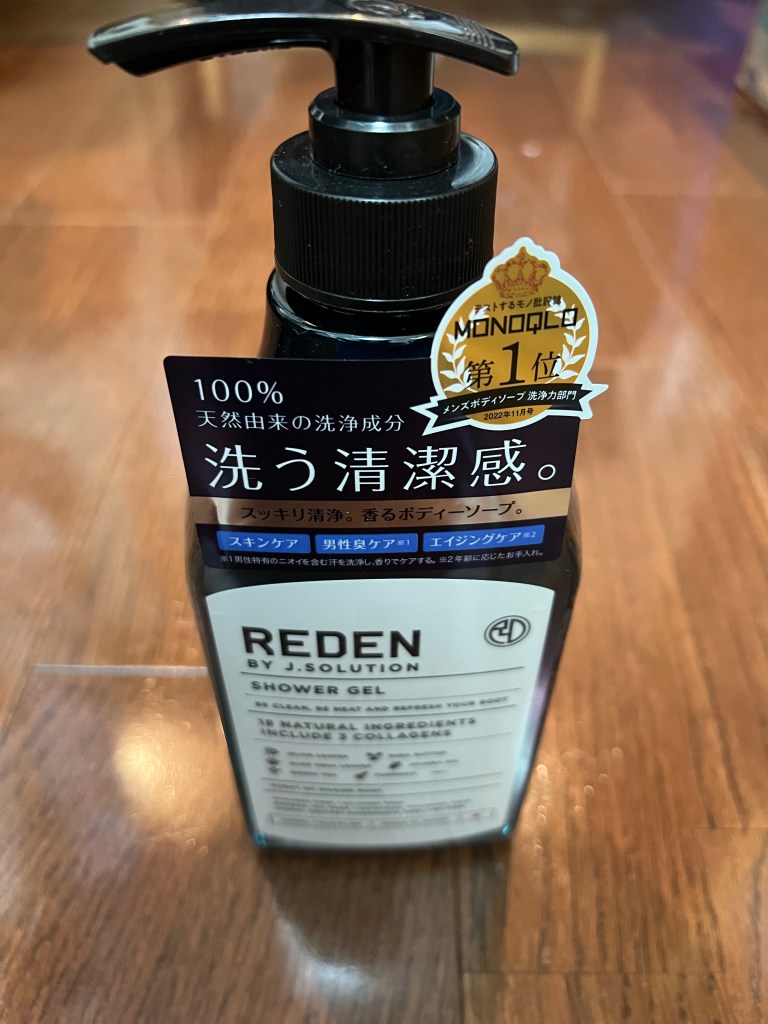 テストするモノ批評誌
MONOQLO
第1位
メンズボディソープ 洗浄力部門
2022年11月号
100%
天然由来の洗浄成分
洗う清潔感。
スッキリ清浄。香るボディーソープ。
スキンケア 男性臭ケア※1 エイジングケア※2
※1男性特有のニオイを含む汗を洗浄し、香りでケアする。 ※2年齢に応じたお手入れ。
REDEN
BY J.SOLUTION
SHOWER GEL
BE CLEAN, BE NEAT AND REFRESH YOUR BODY
18 NATURAL INGREDIENTS
INCLUDE 3 COLLAGENS